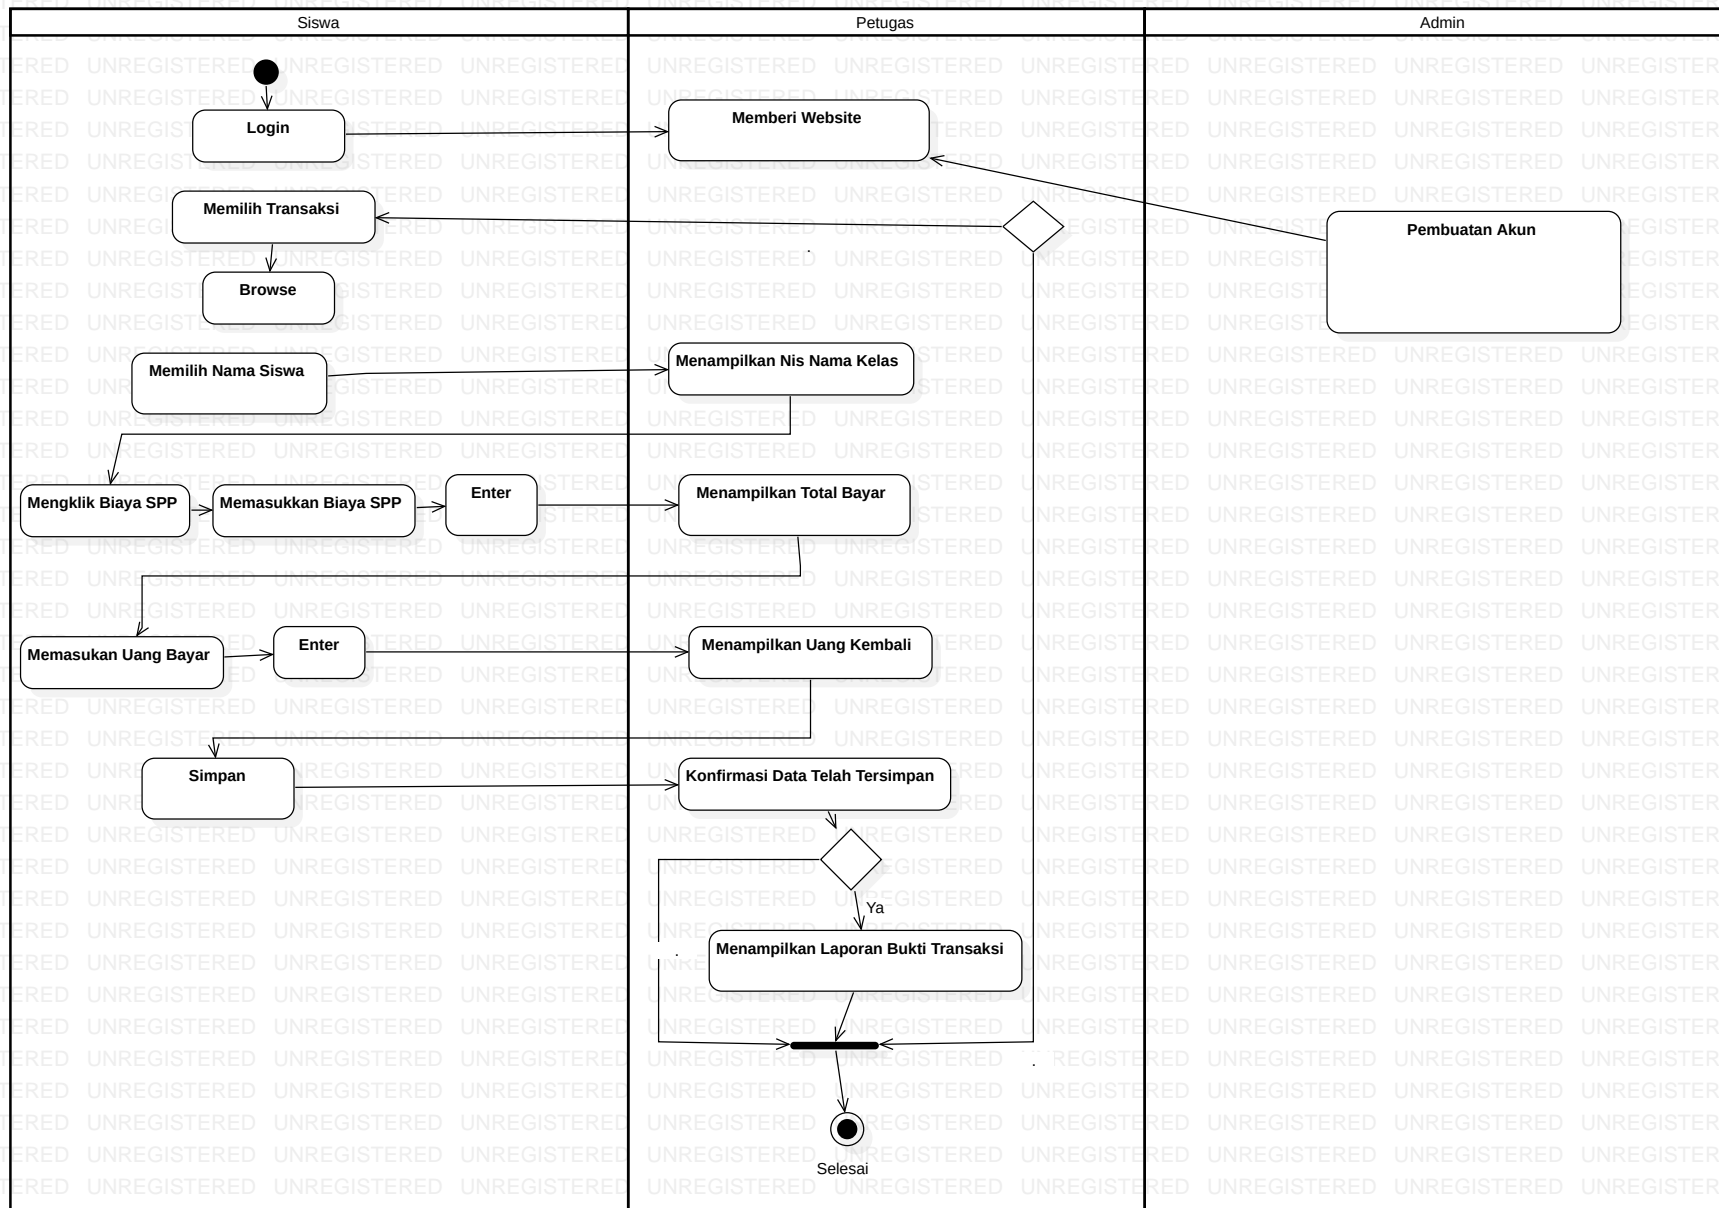 Siswa
Petugas
Admin
Login
Memberi Website
Memilih Transaksi
Pembuatan Akun
Browse
Memilih Nama Siswa
Menampilkan Nis Nama Kelas
Mengklik Biaya SPP
Memasukkan Biaya SPP
Enter
Menampilkan Total Bayar
Memasukan Uang Bayar
Enter
Menampilkan Uang Kembali
Simpan
Konfirmasi Data Telah Tersimpan
Ya
Menampilkan Laporan Bukti Transaksi
Selesai
UNREGISTERED